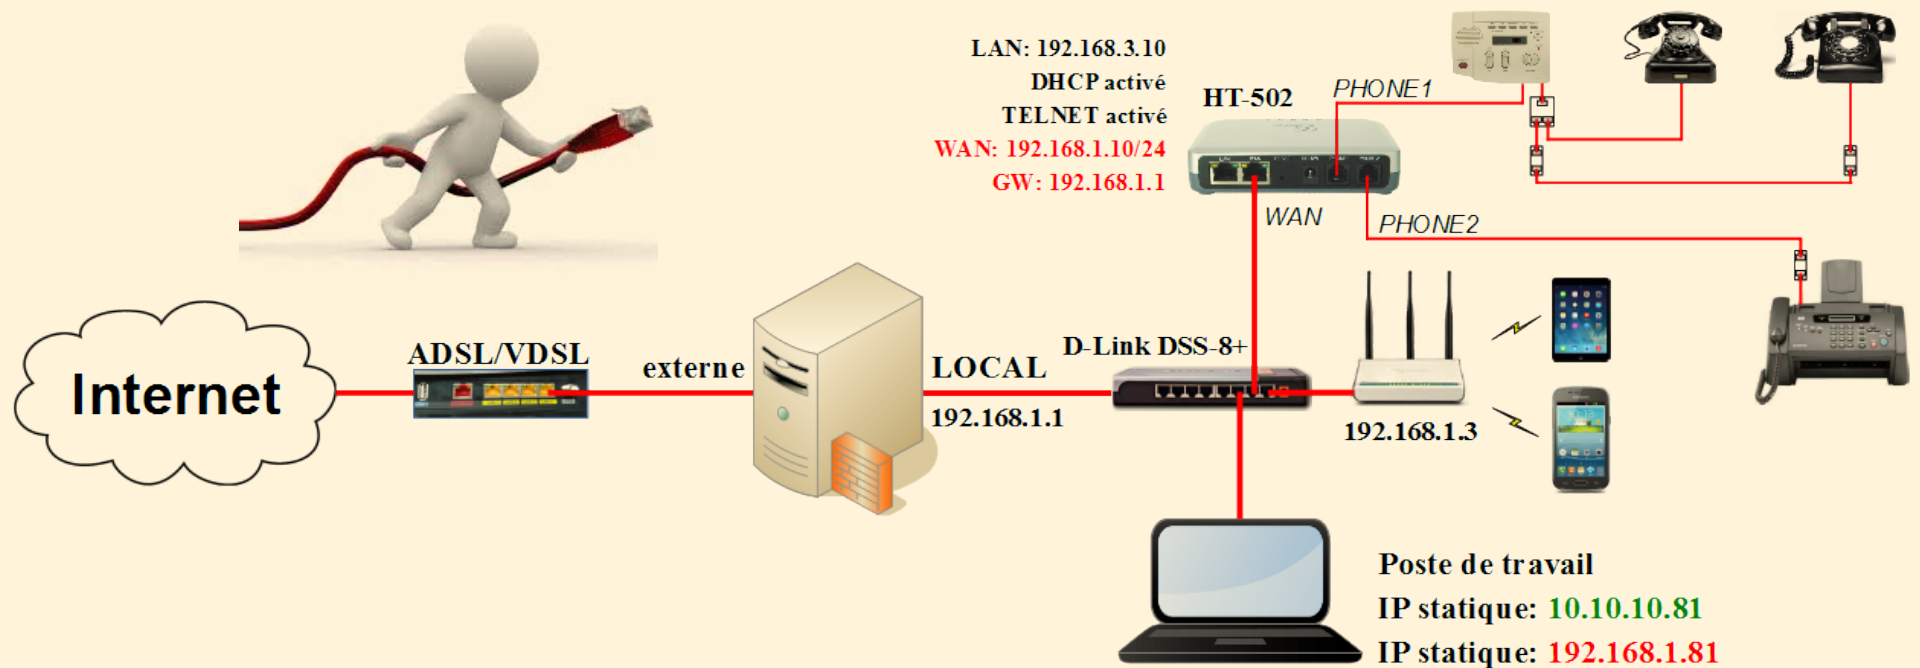 LAN: 192.168.3.10
DHCP activé
TELNET activé
WAN: 192.168.1.10/24
GW: 192.168.1.1
HT-502
PHONE1
WAN
PHONE2
Internet
ADSL/VDSL
externe
LOCAL
192.168.1.1
D-Link DSS-8+
192.168.1.3
Poste de travail
IP statique: 10.10.10.81
IP statique: 192.168.1.81